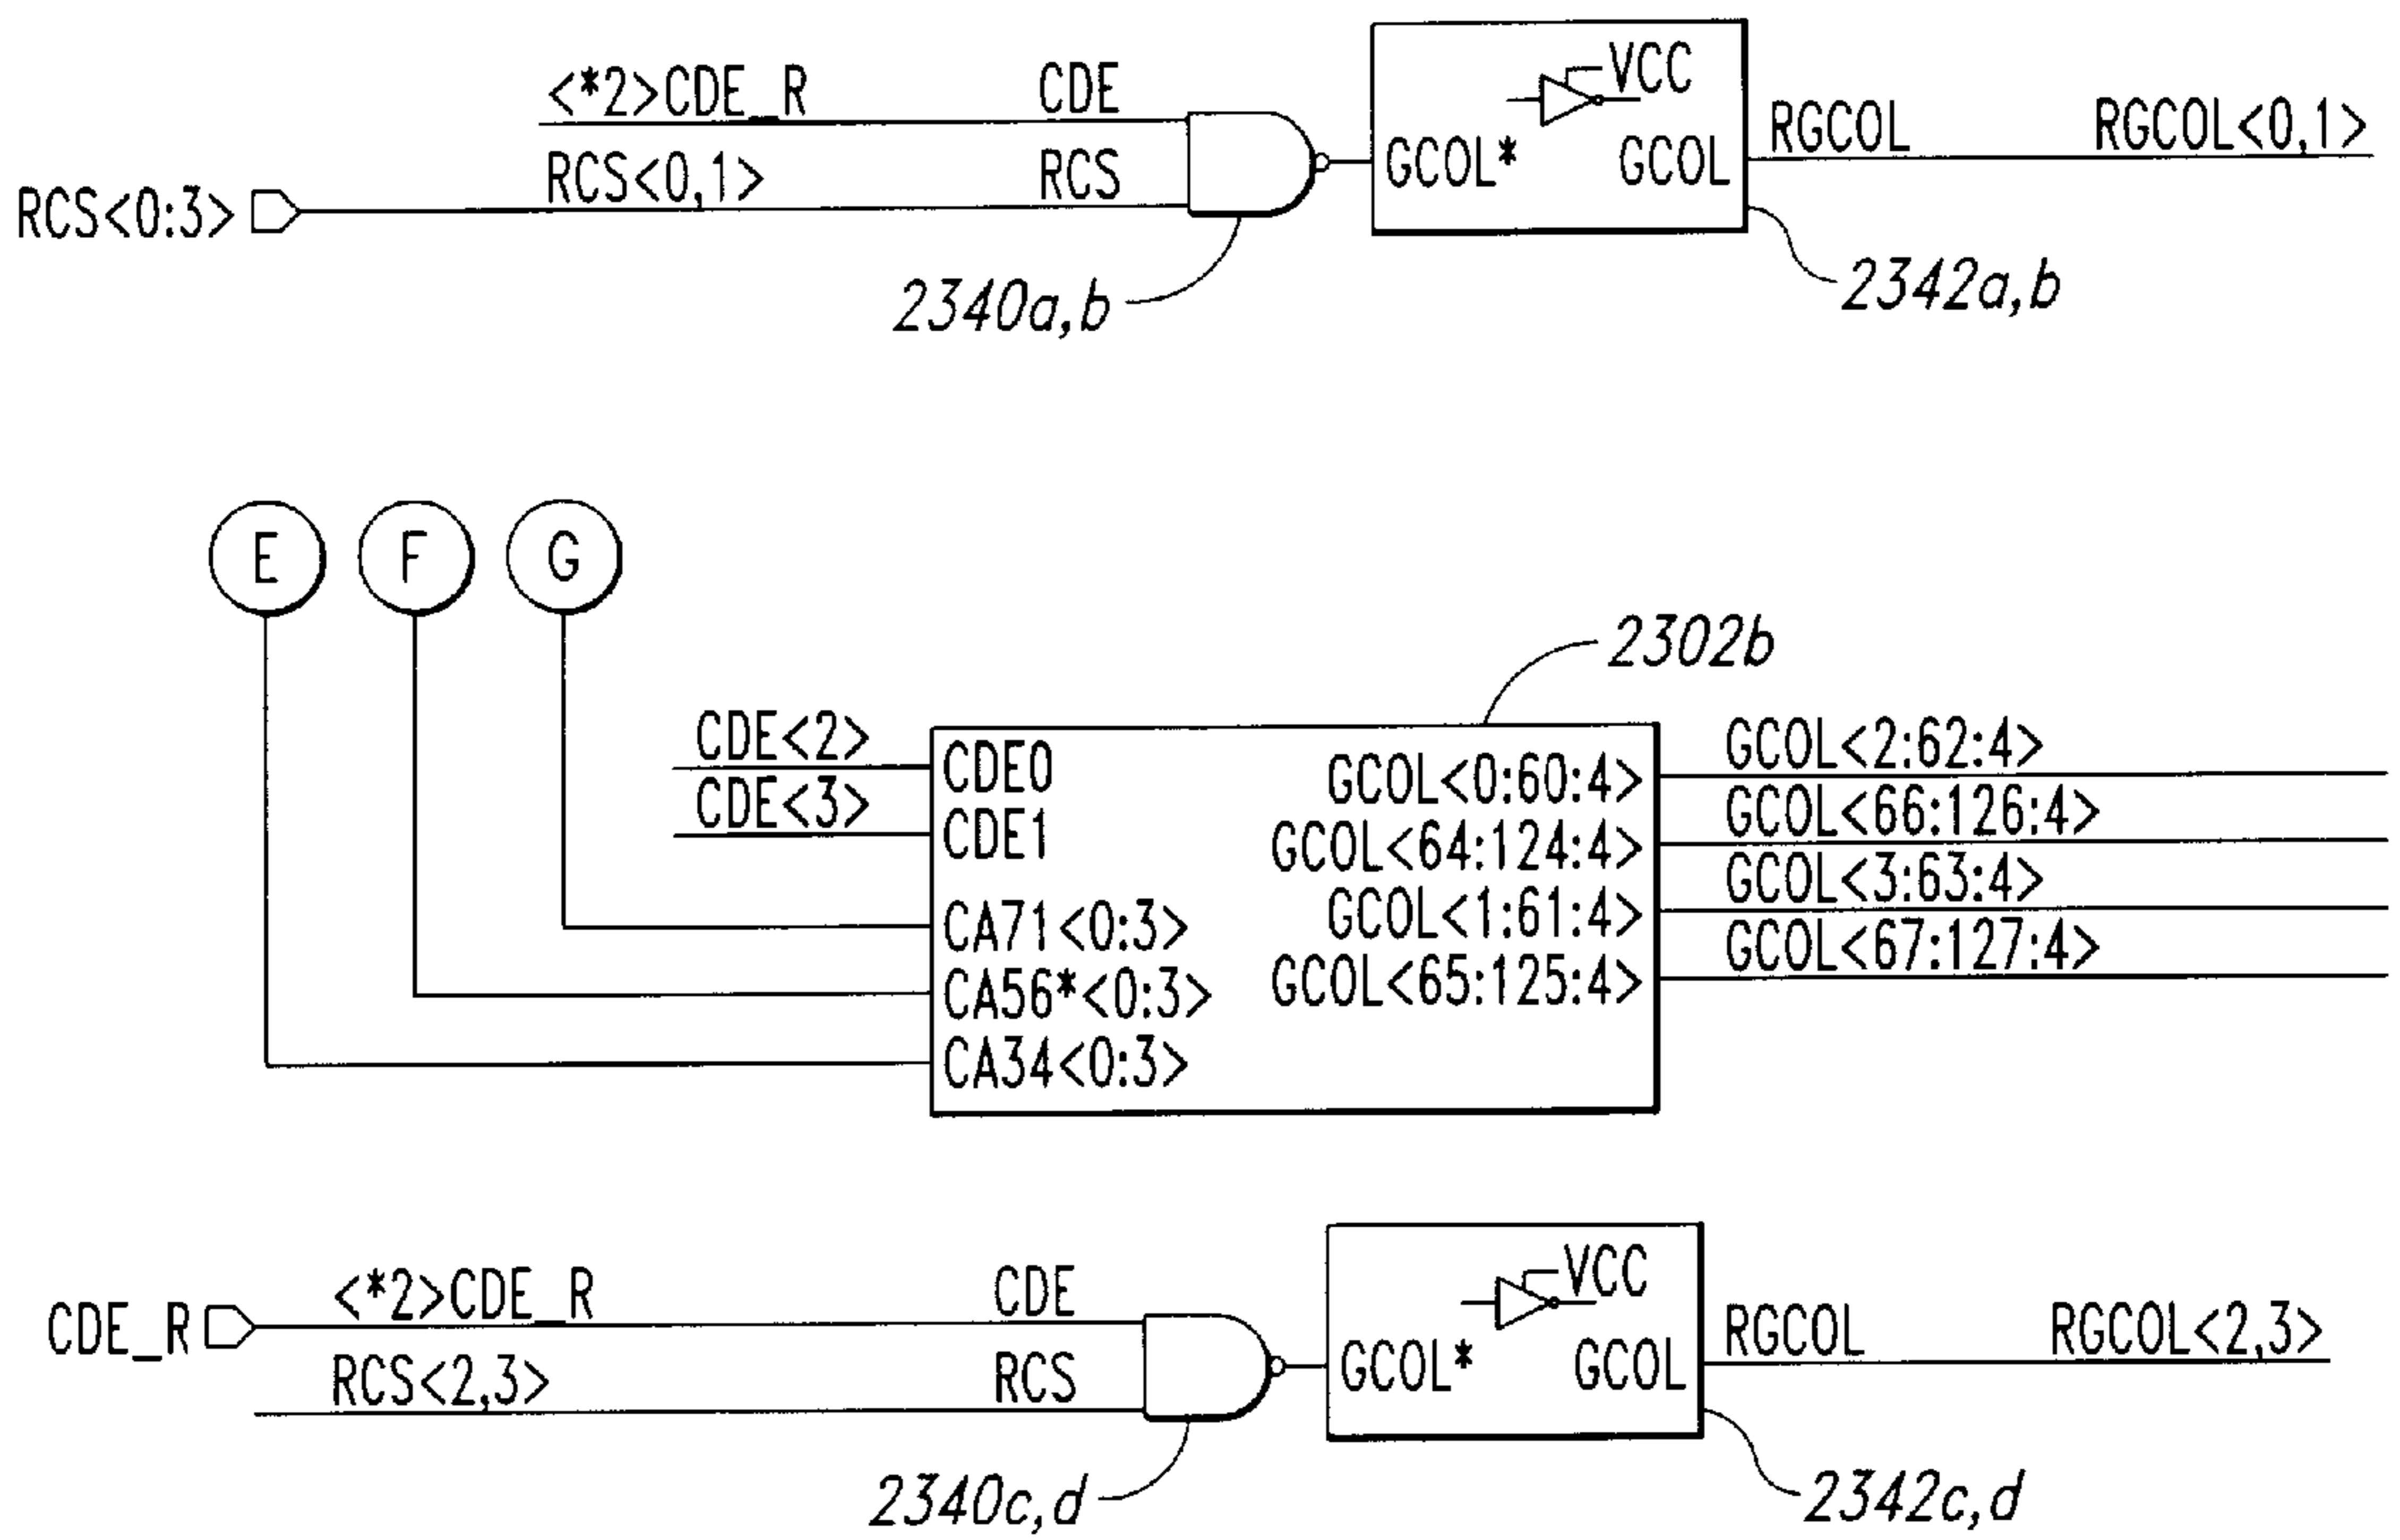 <*2>CDE_R
CDE
VCC
RCS<0:3>
RCS<0,1>
RCS
GCOL*
GCOL
RGCOL
RGCOL<0,1>
2340a,b
2342a,b
E
F
G
2302b
CDE<2>
CDE0
CDE<3>
CDE1
CA71<0:3>
CA56*<0:3>
CA34<0:3>
GCOL<0:60:4>
GCOL<64:124:4>
GCOL<1:61:4>
GCOL<65:125:4>
GCOL<2:62:4>
GCOL<66:126:4>
GCOL<3:63:4>
GCOL<67:127:4>
CDE_R
<*2>CDE_R
CDE
VCC
RCS<2,3>
RCS
GCOL*
GCOL
RGCOL
RGCOL<2,3>
2340c,d
2342c,d